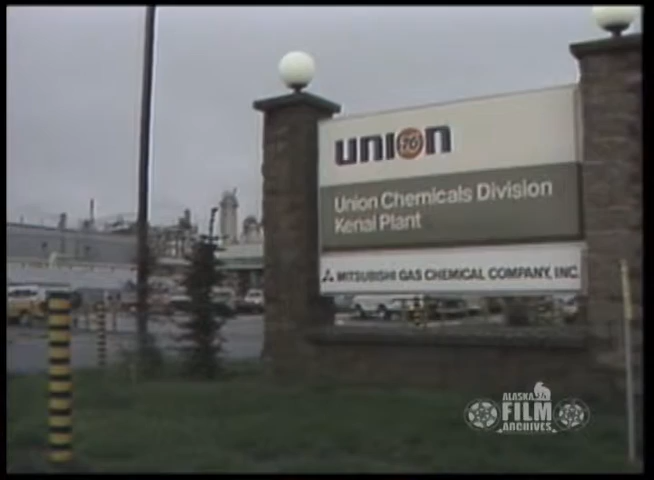 union
76
Union Chemicals Division
Kenai Plant
MITSUBISHI GAS CHEMICAL COMPANY, INC.
ALASKA
FILM
ARCHIVES